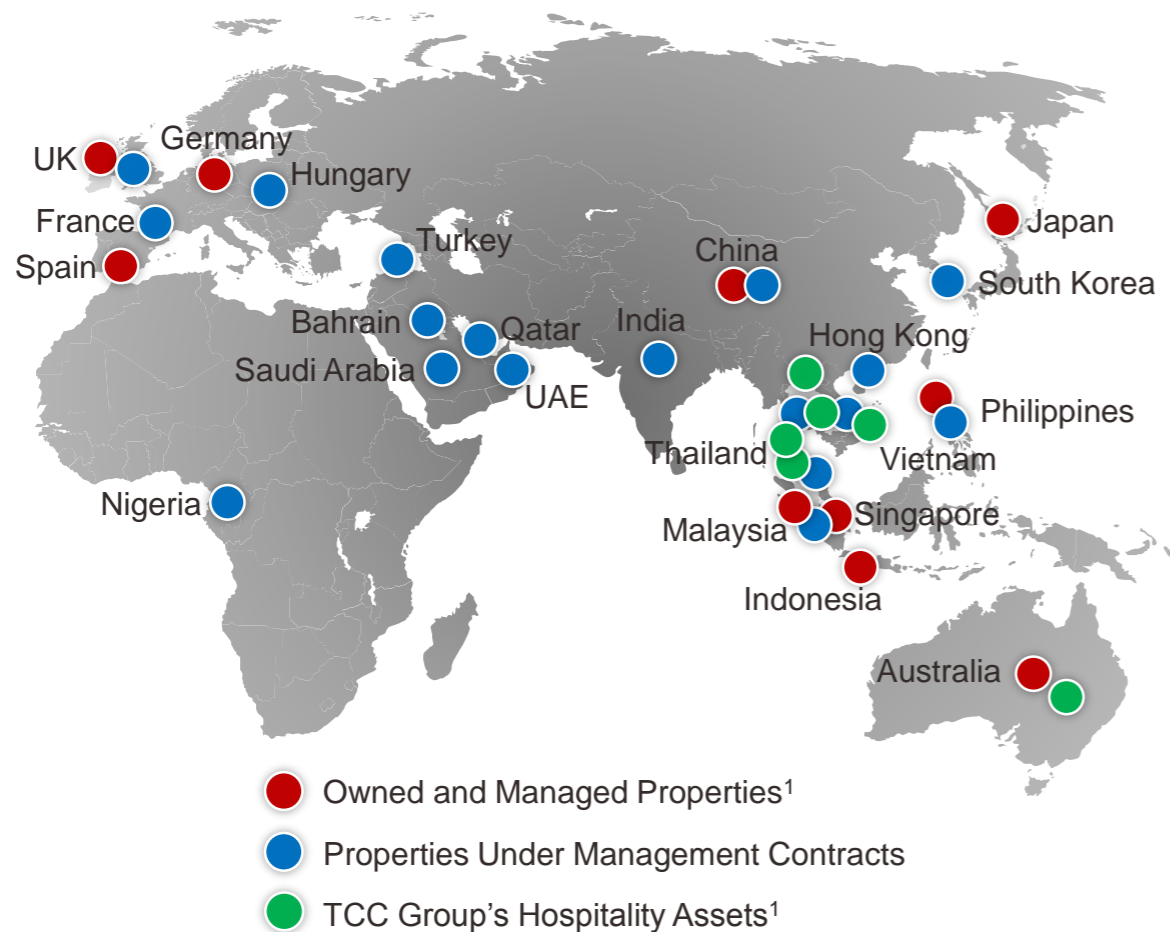 Germany
UK
Hungary
France
Japan
Turkey
China
Spain
South Korea
Bahrain
Qatar
India
Hong Kong
Saudi Arabia
UAE
Philippines
Thailand
Vietnam
Nigeria
Singapore
Malaysia
Indonesia
Australia
Owned and Managed Properties¹
Properties Under Management Contracts
TCC Group's Hospitality Assets¹